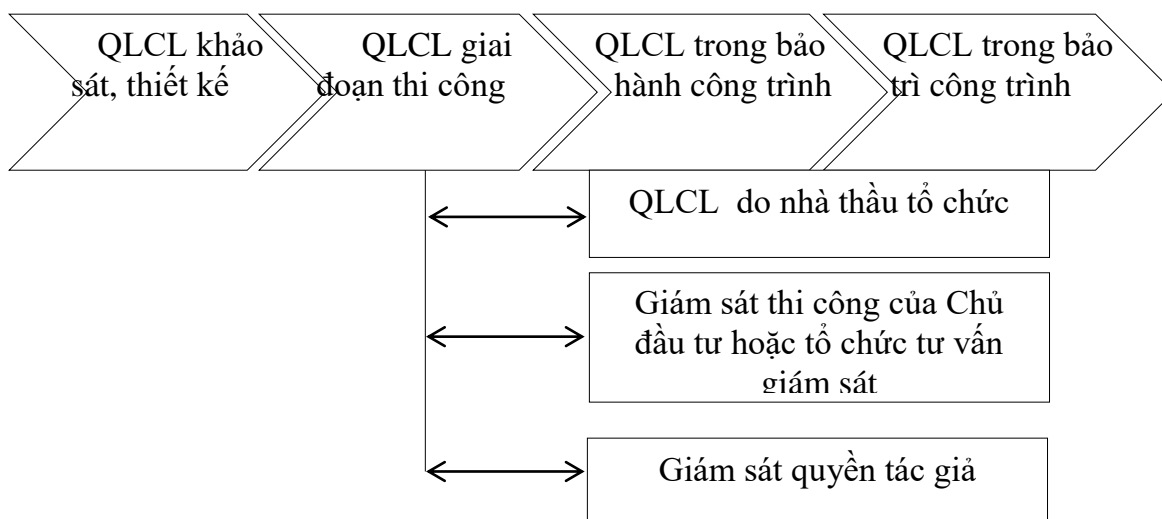 QLCL khảo
sát, thiết kế
QLCL giai
đoạn thi công
QLCL trong bảo
hành công trình
QLCL trong bảo
trì công trình
QLCL do nhà thầu tổ chức
Giám sát thi công của Chủ
đầu tư hoặc tổ chức tư vấn
giám sát
Giám sát quyền tác giả